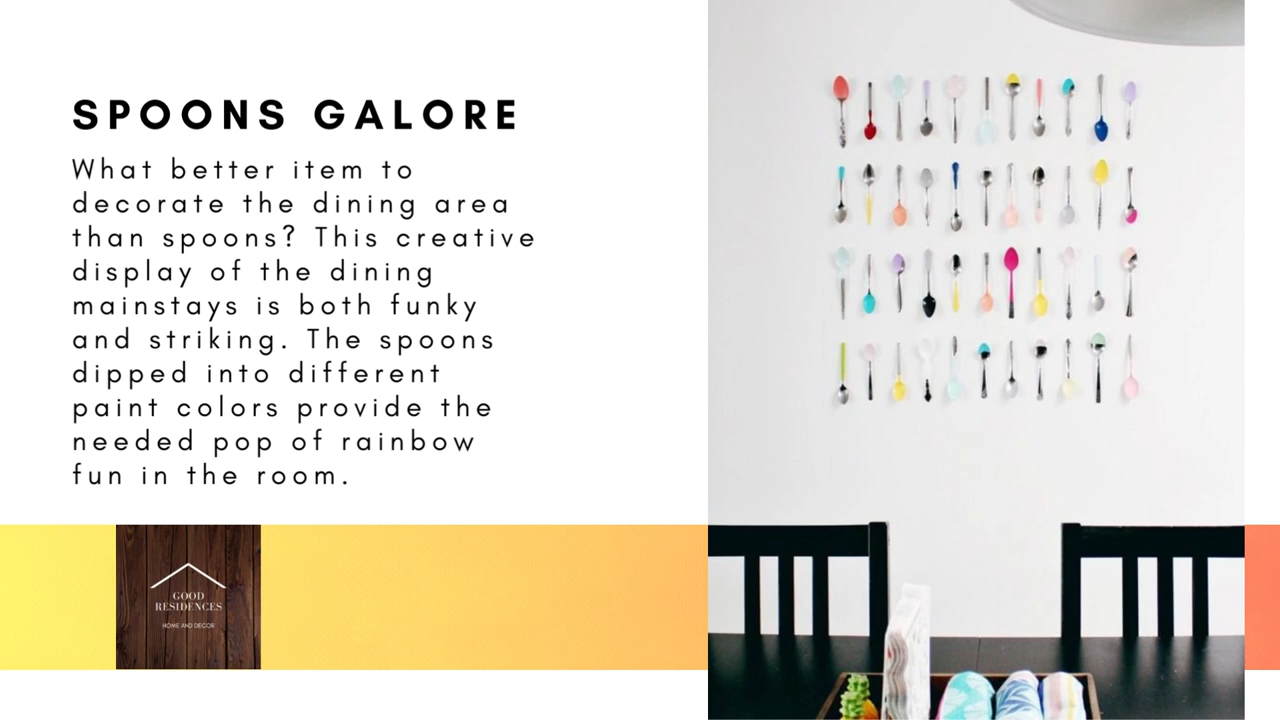 SPOONS GALORE
What better item to
decorate the dining area
than spoons? This creative
display of the dining
mainstays is both funky
and striking. The spoons
dipped into different
paint colors provide the
needed pop of rainbow
fun in the room.
GOOD
RESIDENCES
HOME AND DECOR